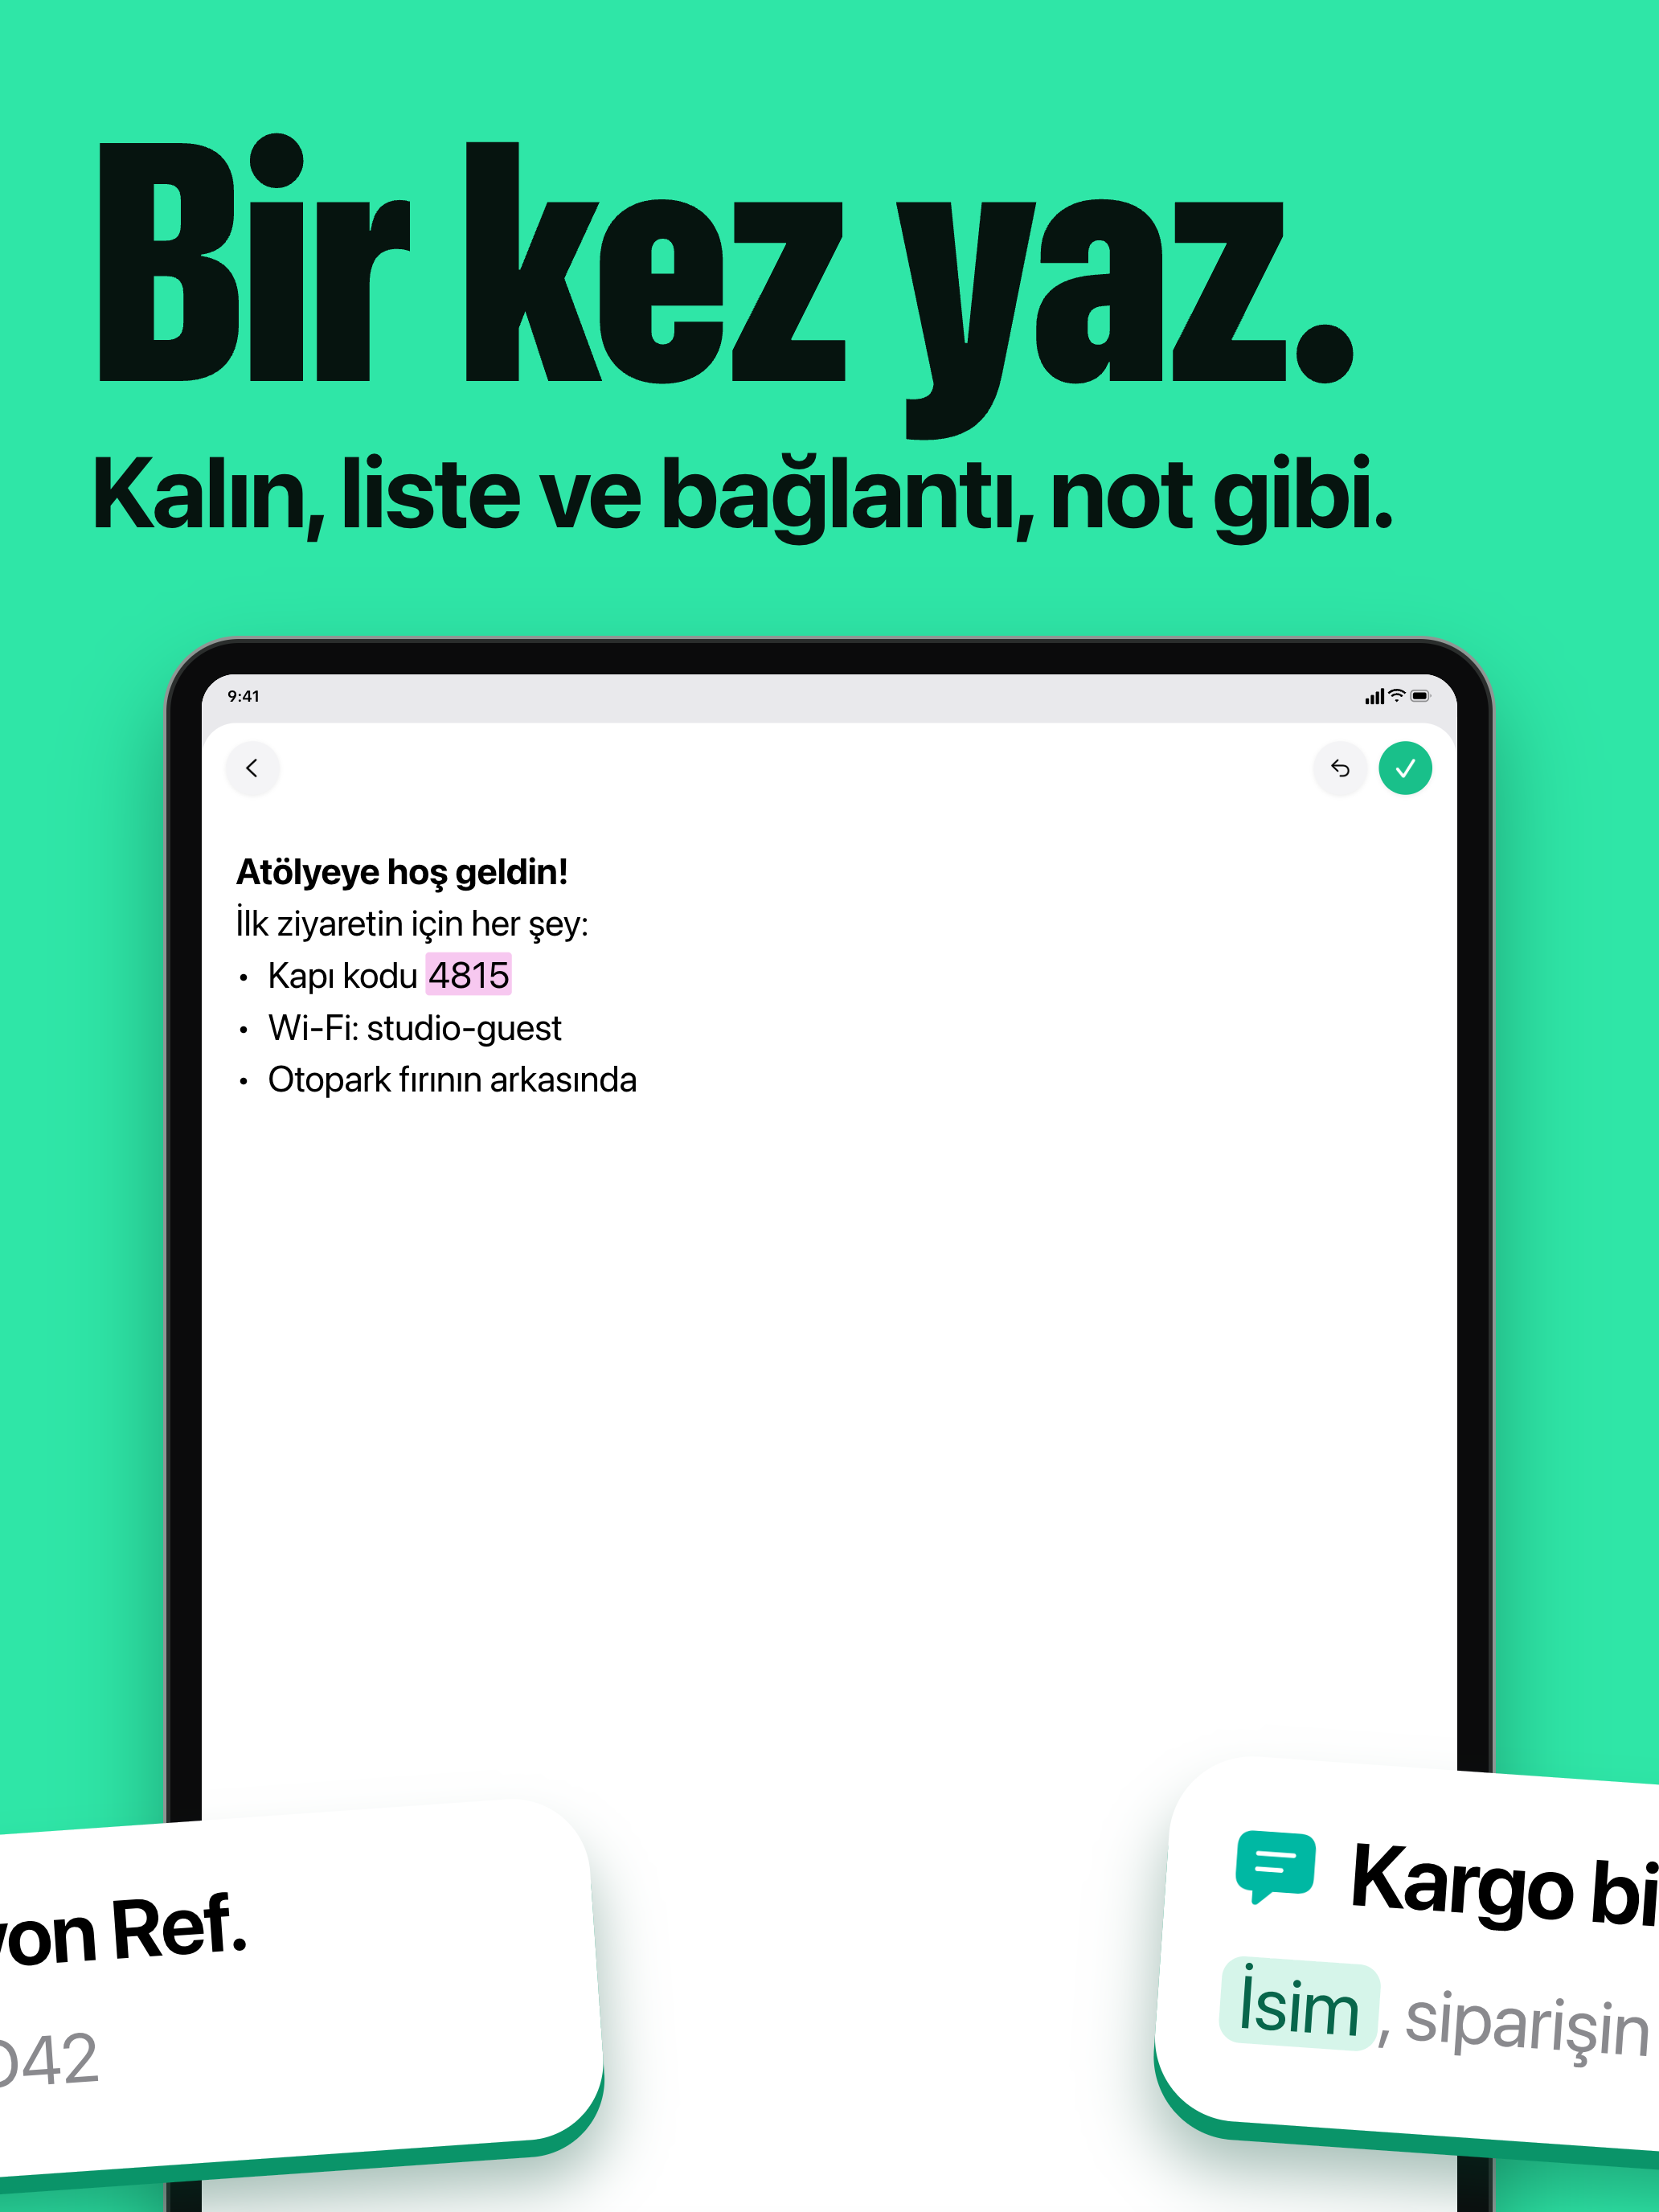 Bir kez yaz.
Kalın, liste ve bağlantı, not gibi.
9:41
Atölyeye hoş geldin!
İlk ziyaretin için her şey:
• Kapı kodu 4815
• Wi-Fi: studio-guest
• Otopark fırının arkasında
Ref.
Kargo
42
İsim, siparişin